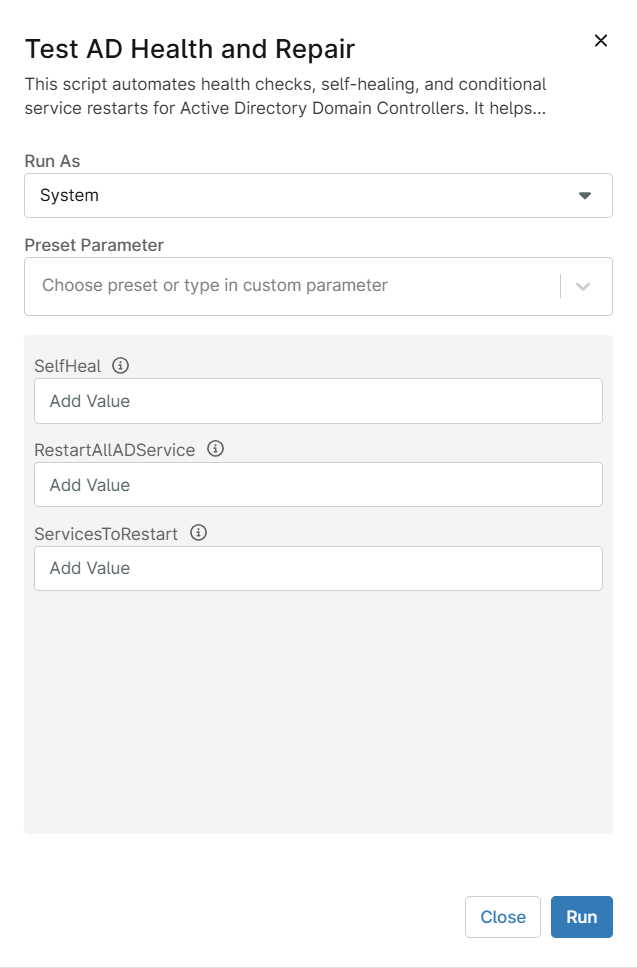 Test AD Health and Repair
This script automates health checks, self-healing, and conditional
service restarts for Active Directory Domain Controllers. It helps...
Run As
System
Preset Parameter
Choose preset or type in custom parameter
SelfHeal
Add Value
RestartAllADService
Add Value
ServicesToRestart
Add Value
Close
Run